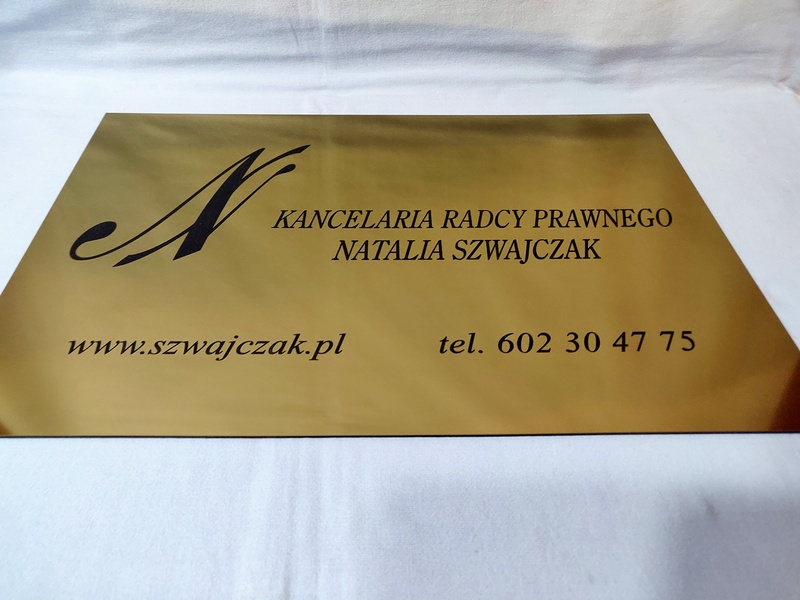 N
KANCELARIA RADCY PRAWNEGO
NATALIA SZWAJCZAK
www.szwajczak.pl
tel. 602 30 47 75